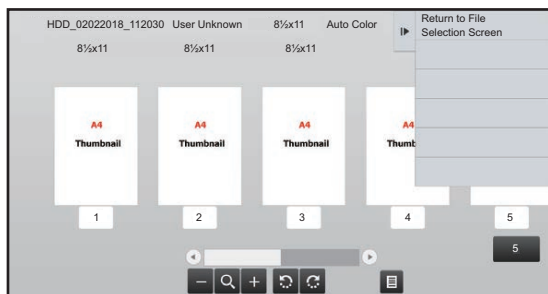 HDD_02022018_112030 User Unknown 8½x11 Auto Color
Return to File
Selection Screen
8½x11 8½x11 8½x11
A4 A4 A4 A4
Thumbnail Thumbnail Thumbnail Thumb
1 2 3 4 5
5